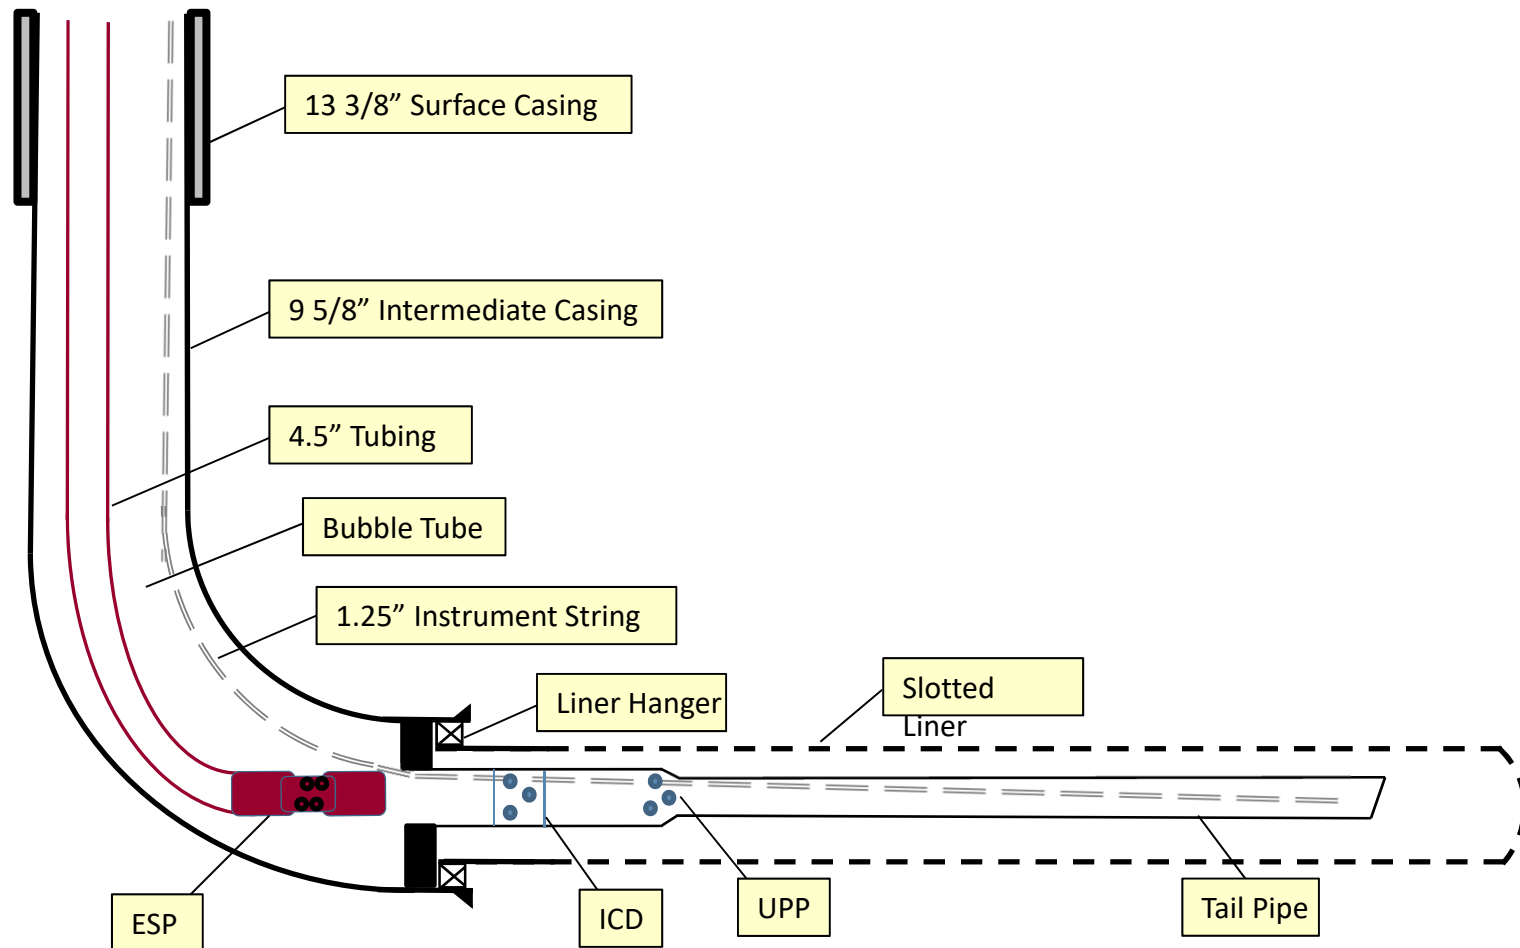 13 3/8” Surface Casing
9 5/8” Intermediate Casing
4.5” Tubing
Bubble Tube
1.25” Instrument String
Liner Hanger
Slotted
Liner
ESP
ICD
UPP
Tail Pipe